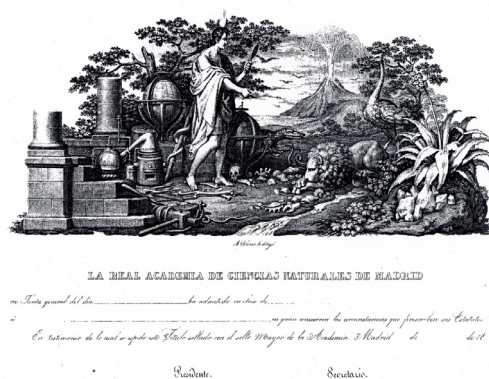 LA REAL ACADEMIA DE CIENCIAS NATURALES DE MADRID
en Junta general del dia ha admitido en clase de
á en quien concurren las circunstancias que prescriben sus Estatutos.
En testimonio de lo cual se expide este Título sellado con el sello mayor de la Academia. Madrid de de 18
Presidente. Secretario.